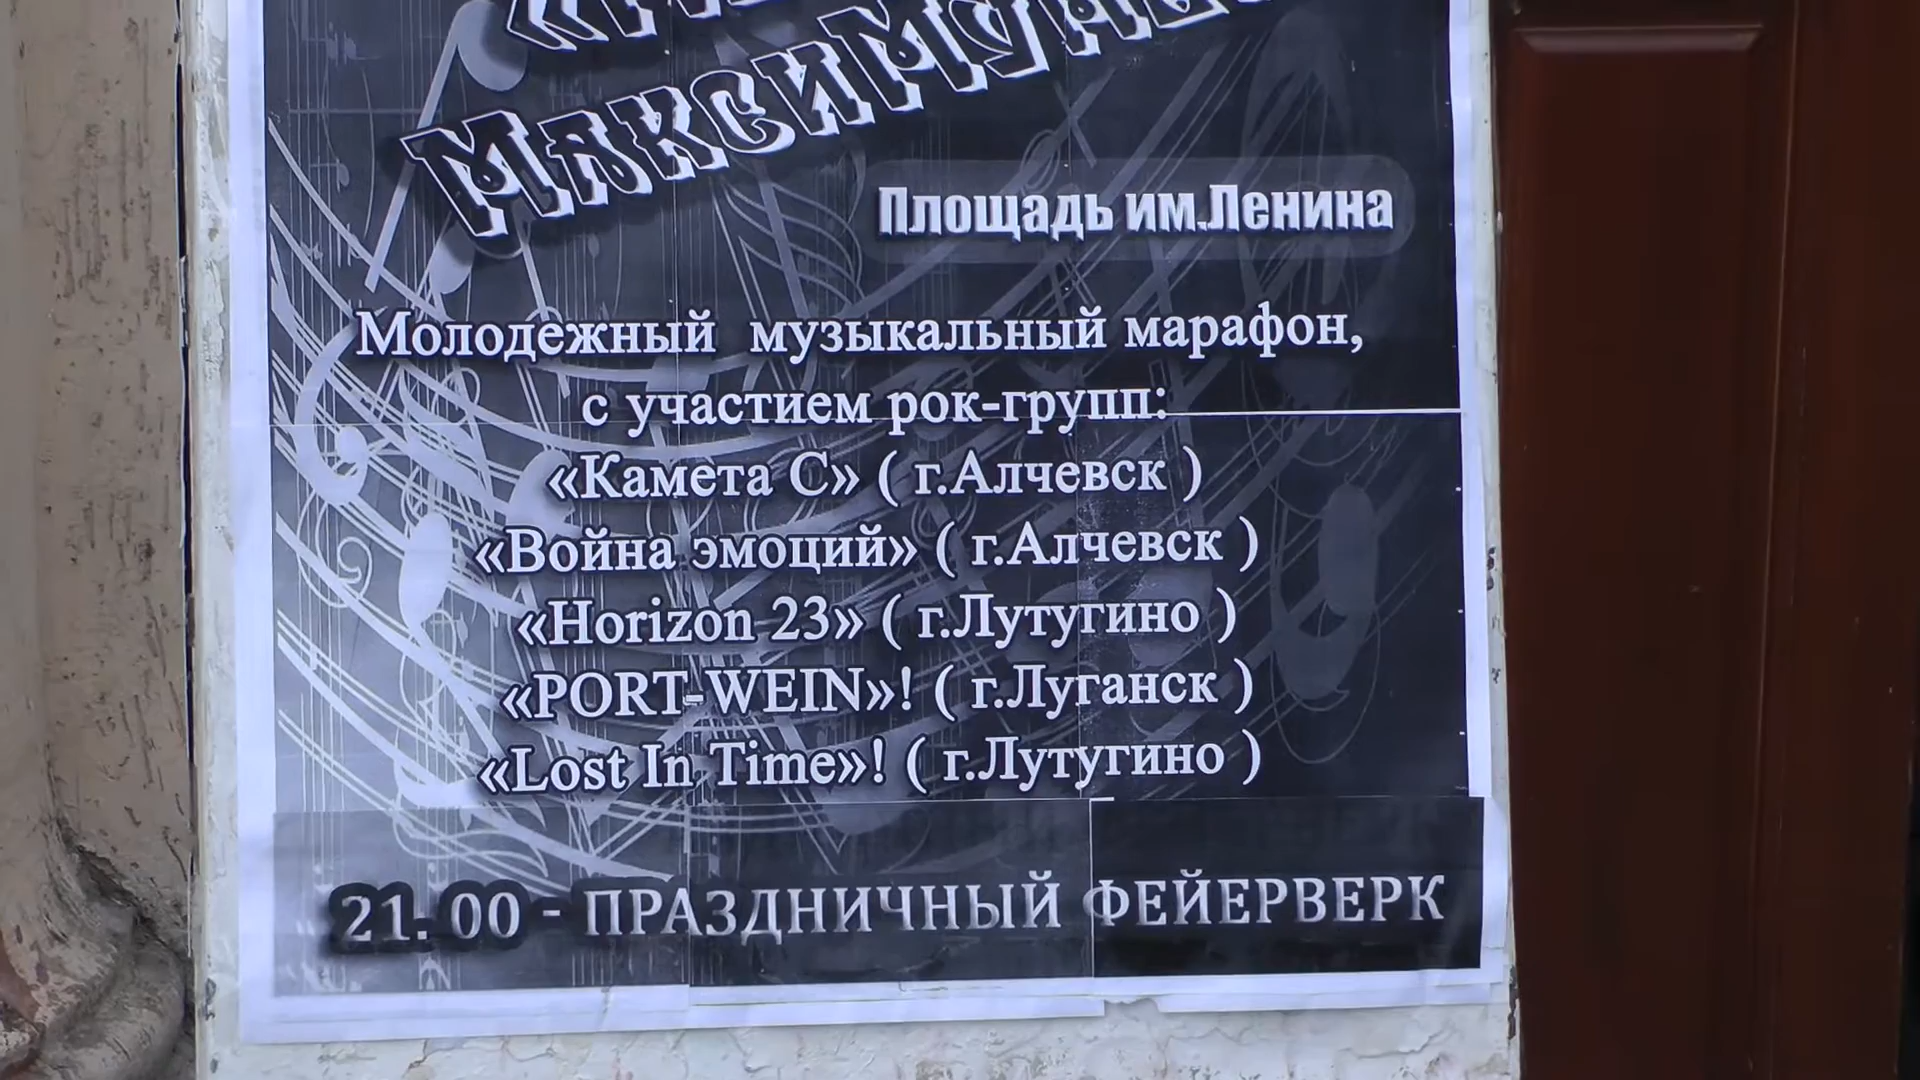 Площадь им.Ленина
Молодежный музыкальный марафон,
с участием рок-групп:
«Камета С» ( г.Алчевск )
«Война эмоций» ( г.Алчевск )
«Horizon 23» ( г.Лутугино )
«PORT-WEIN»! ( г.Луганск )
«Lost In Time»! ( г.Лутугино )
21. 00 - ПРАЗДНИЧНЫЙ ФЕЙЕРВЕРК